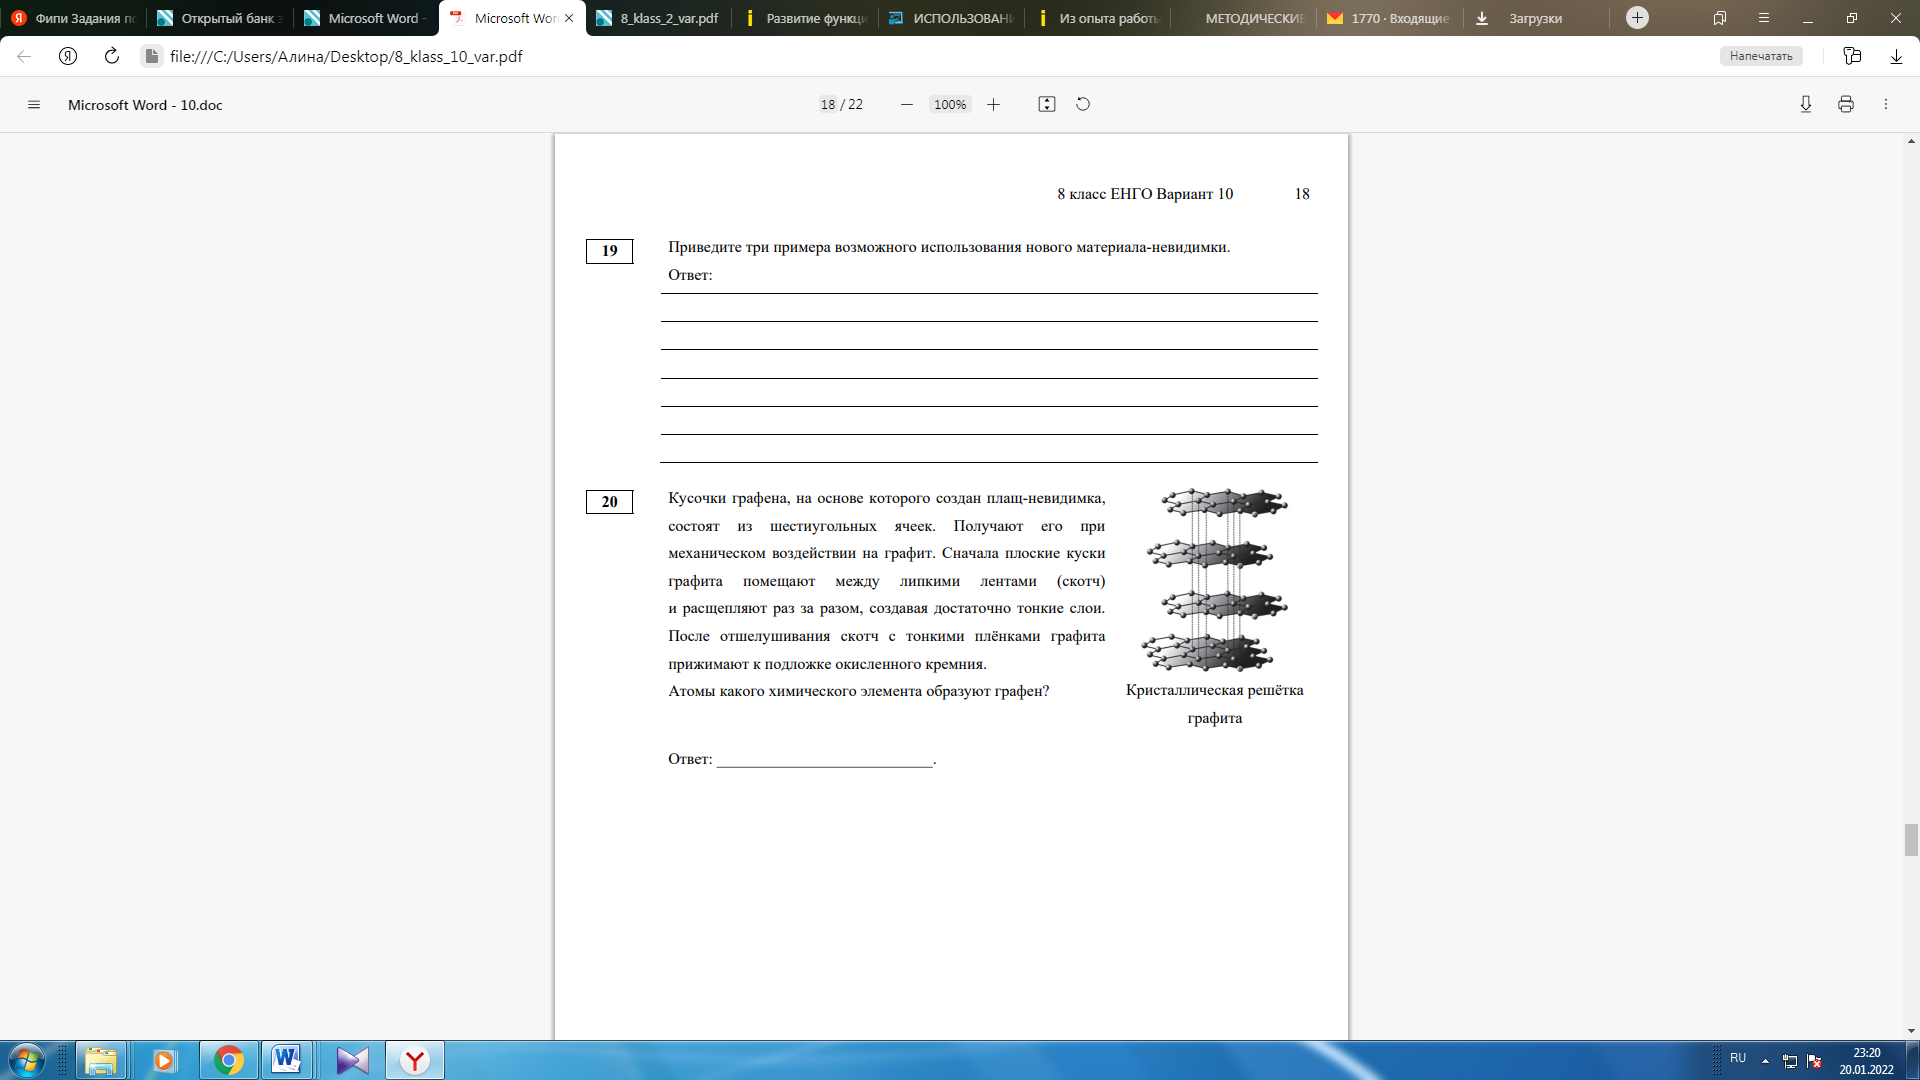 Фипи Задания по
Открытый банк з
Microsoft Word -
Microsoft Wor
8_klass_2_var.pdf
Развитие функци
ИСПОЛЬЗОВАНИ
Из опыта работы
МЕТОДИЧЕСКИЕ
1770 · Входящие
Загрузки
file:///C:/Users/Алина/Desktop/8_klass_10_var.pdf
Напечатать
Microsoft Word - 10.doc
18 / 22
100%
8 класс ЕНГО Вариант 10 18
19 Приведите три примера возможного использования нового материала-невидимки.
Ответ:
20 Кусочки графена, на основе которого создан плащ-невидимка,
состоят из шестиугольных ячеек. Получают его при
механическом воздействии на графит. Сначала плоские куски
графита помещают между липкими лентами (скотч)
и расщепляют раз за разом, создавая достаточно тонкие слои.
После отшелушивания скотч с тонкими плёнками графита
прижимают к подложке окисленного кремния.
Атомы какого химического элемента образуют графен?
Кристаллическая решётка
графита
Ответ: ___________________________.
RU
23:20
20.01.2022